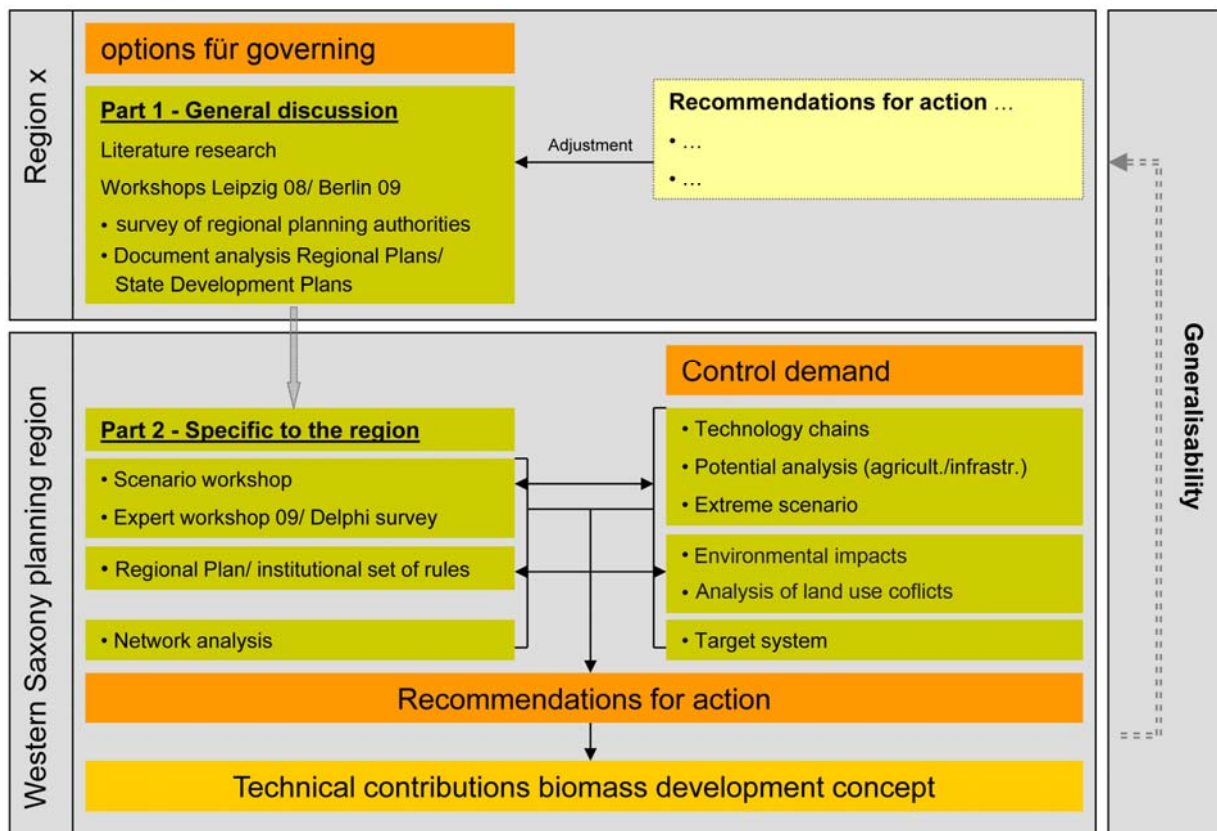 Region x
options für governing
Part 1 - General discussion
Literature research
Workshops Leipzig 08/ Berlin 09
• survey of regional planning authorities
• Document analysis Regional Plans/
State Development Plans
Adjustment
Recommendations for action ...
• ...
• ...
Generalisability
Western Saxony planning region
Part 2 - Specific to the region
• Scenario workshop
• Expert workshop 09/ Delphi survey
• Regional Plan/ institutional set of rules
• Network analysis
Control demand
• Technology chains
• Potential analysis (agricult./infrastr.)
• Extreme scenario
• Environmental impacts
• Analysis of land use coflicts
• Target system
Recommendations for action
Technical contributions biomass development concept